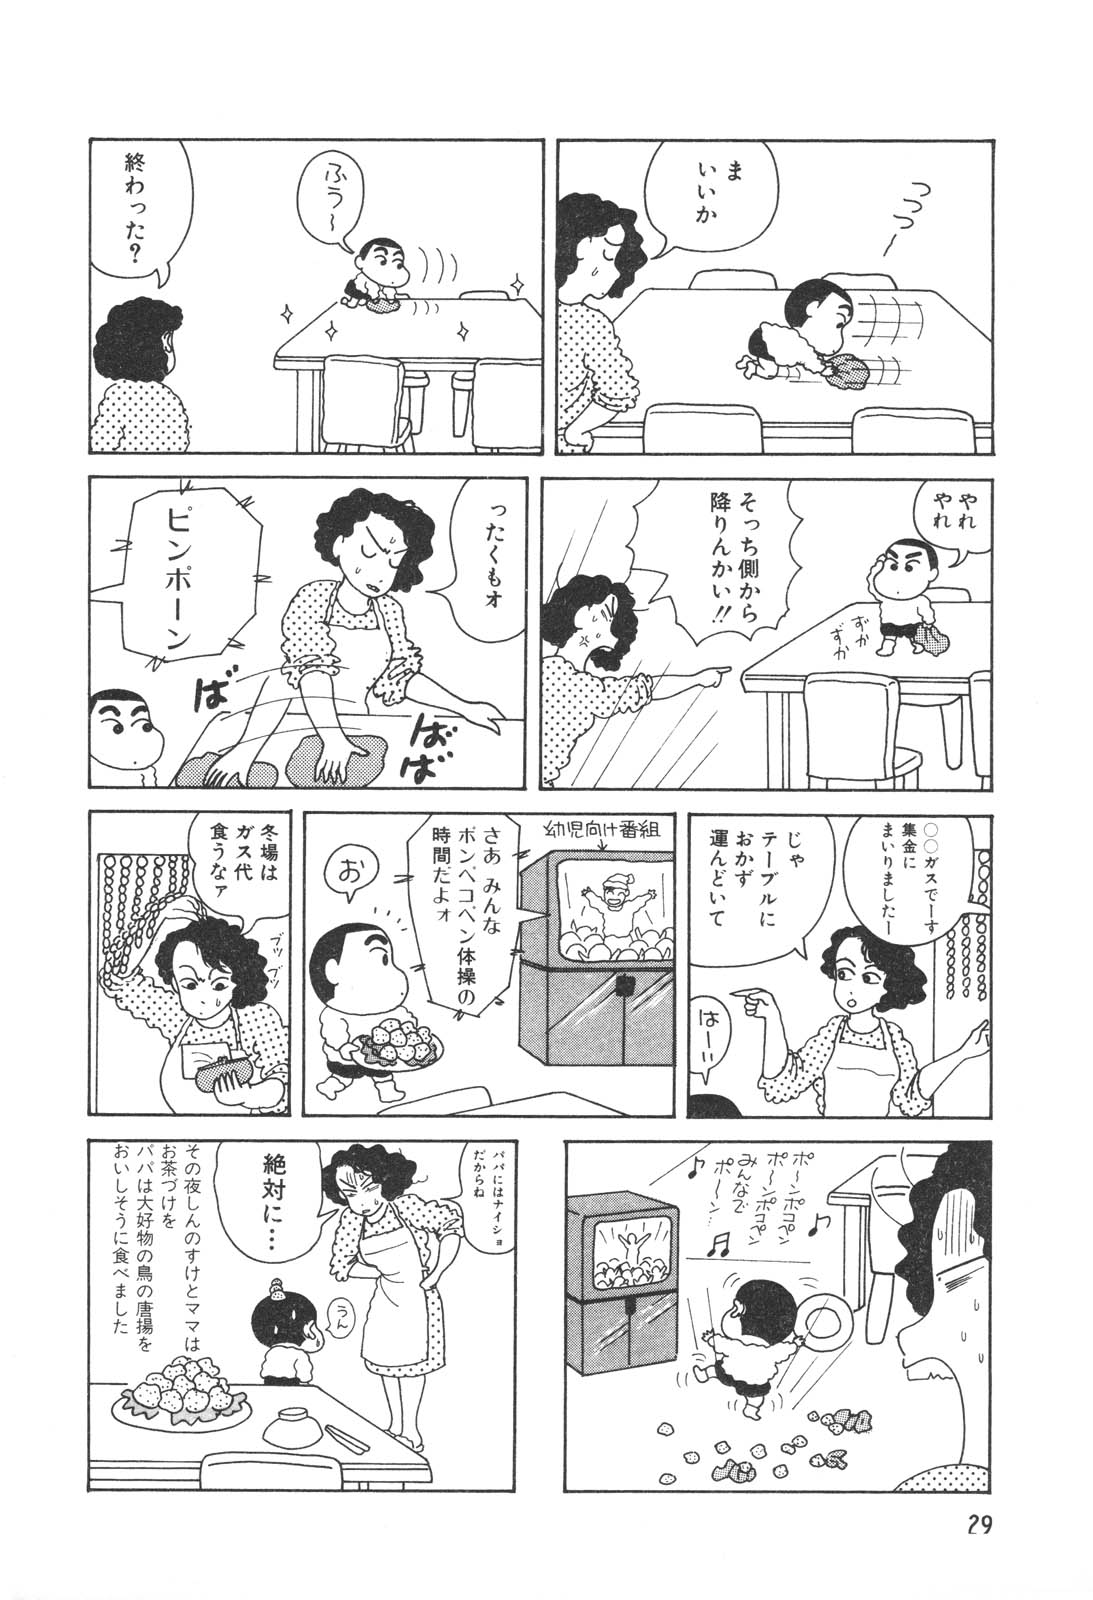 ま
いいか
つつつ〜
ふう〜
終わった?
やれ
やれ
ずか
ずか
そっち側から
降りんかい!!
ったくもォ
ば
ばば
ピンポーン
○○ガスでーす
集金に
まいりましたー
じゃ
テーブルに
おかず
運んどいて
はーい
幼児向け番組
さあ みんな
ポンペコペン体操の
時間だよォ
お
冬場は
ガス代
食うなァ
ブツブツ
ポ〜ンポコペン
ポ〜ンポコペン
みんなで
ポ〜ン
パパにはナイショ
だからね
絶対に…
うん
その夜しんのすけとママは
お茶づけを
パパは大好物の鳥の唐揚を
おいしそうに食べました
29